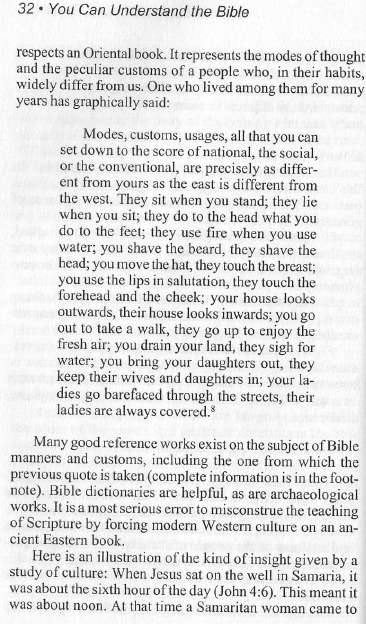 32 • You Can Understand the Bible
respects an Oriental book. It represents the modes of thought
and the peculiar customs of a people who, in their habits,
widely differ from us. One who lived among them for many
years has graphically said:
Modes, customs, usages, all that you can
set down to the score of national, the social,
or the conventional, are precisely as differ-
ent from yours as the east is different from
the west. They sit when you stand; they lie
when you sit; they do to the head what you
do to the feet; they use fire when you use
water; you shave the beard, they shave the
head; you move the hat, they touch the breast;
you use the lips in salutation, they touch the
forehead and the cheek; your house looks
outwards, their house looks inwards; you go
out to take a walk, they go up to enjoy the
fresh air; you drain your land, they sigh for
water; you bring your daughters out, they
keep their wives and daughters in; your la-
dies go barefaced through the streets, their
ladies are always covered.⁸
Many good reference works exist on the subject of Bible
manners and customs, including the one from which the
previous quote is taken (complete information is in the foot-
note). Bible dictionaries are helpful, as are archaeological
works. It is a most serious error to misconstrue the teaching
of Scripture by forcing modern Western culture on an an-
cient Eastern book.
Here is an illustration of the kind of insight given by a
study of culture: When Jesus sat on the well in Samaria, it
was about the sixth hour of the day (John 4:6). This meant it
was about noon. At that time a Samaritan woman came to